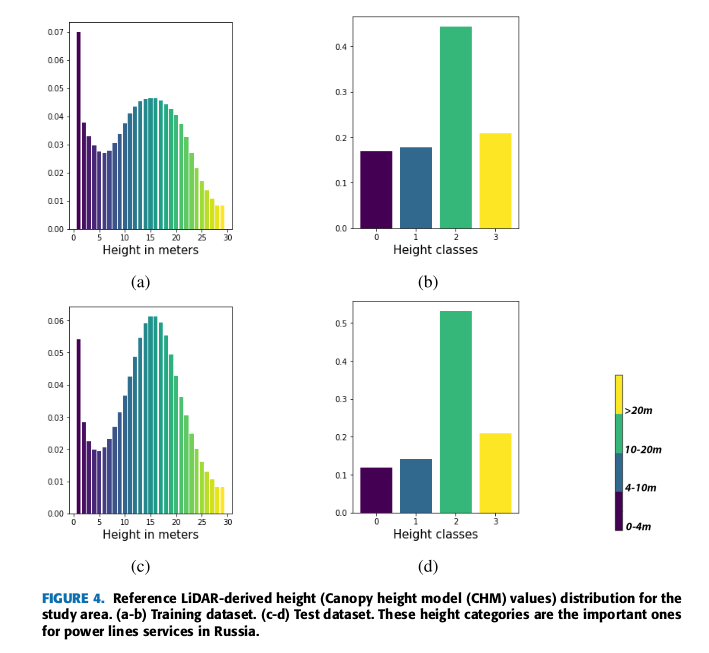 0.07
0.06
0.05
0.04
0.03
0.02
0.01
0.00
0 5 10 15 20 25 30
Height in meters
(a)
0.4
0.3
0.2
0.1
0.0
0 1 2 3
Height classes
(b)
0.06
0.05
0.04
0.03
0.02
0.01
0.00
0 5 10 15 20 25 30
Height in meters
(c)
0.5
0.4
0.3
0.2
0.1
0.0
0 1 2 3
Height classes
(d)
>20m
10-20m
4-10m
0-4m
FIGURE 4. Reference LiDAR-derived height (Canopy height model (CHM) values) distribution for the
study area. (a-b) Training dataset. (c-d) Test dataset. These height categories are the important ones
for power lines services in Russia.